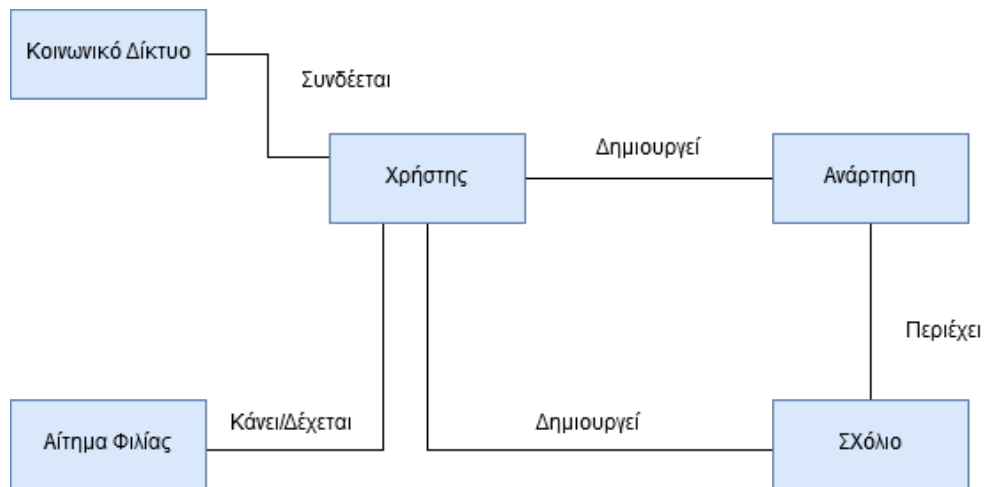 Κοινωνικό Δίκτυο
Συνδέεται
Χρήστης
Δημιουργεί
Ανάρτηση
Περιέχει
Αίτημα Φιλίας
Κάνει/Δέχεται
Δημιουργεί
ΣΧόλιο